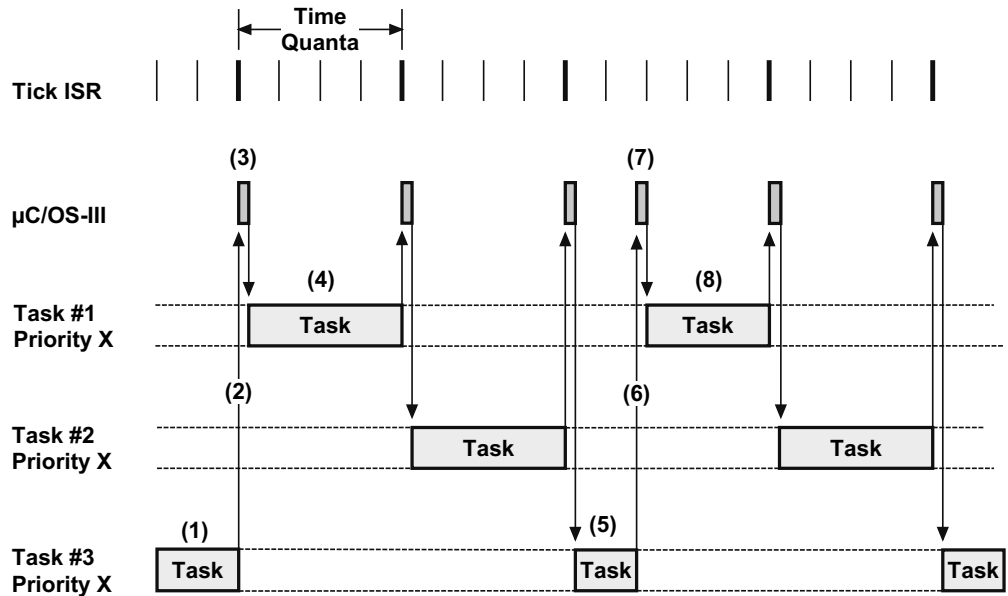 Time
Quanta
Tick ISR
(3)
(7)
µC/OS-III
(4)
(8)
Task #1
Priority X
Task
Task
(2)
(6)
Task #2
Priority X
Task
Task
(1)
(5)
Task #3
Priority X
Task
Task
Task